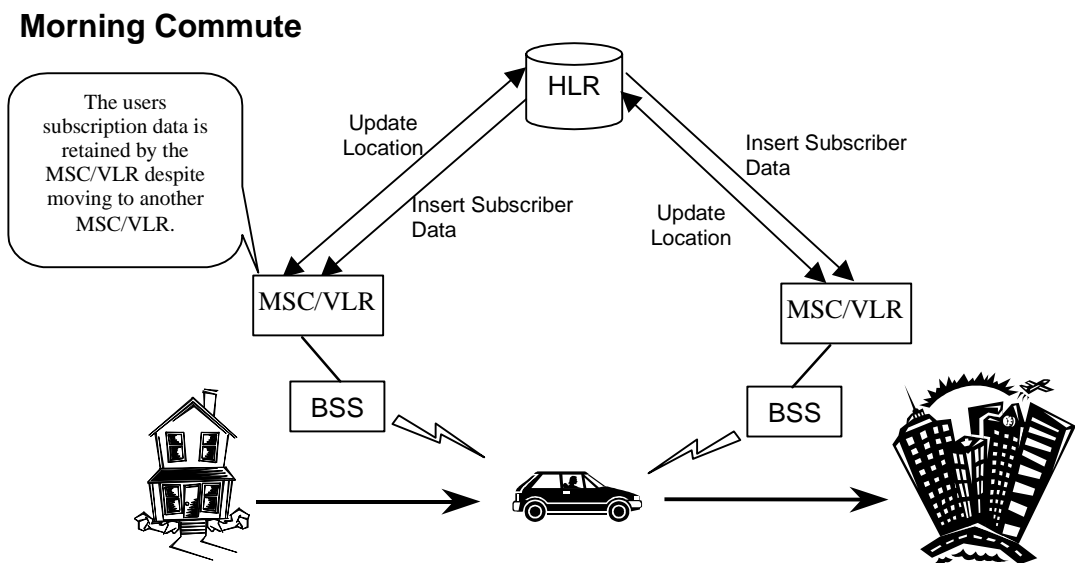 Morning Commute
The users
subscription data is
retained by the
MSC/VLR despite
moving to another
MSC/VLR.
HLR
Update
Location
Insert Subscriber
Data
Insert Subscriber
Data
Update
Location
MSC/VLR
MSC/VLR
BSS
BSS